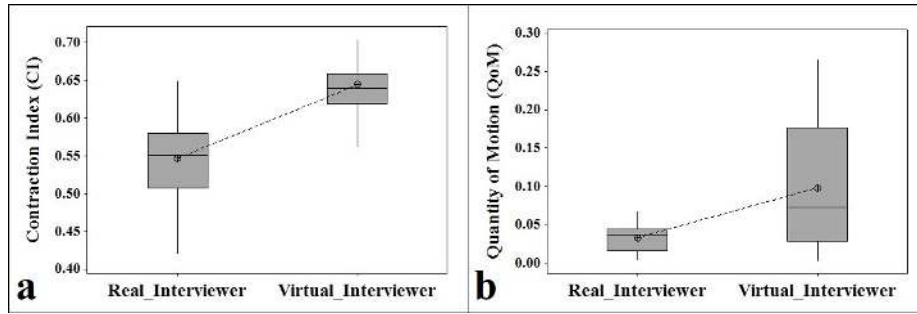 Contraction Index (CI)
0.70
0.65
0.60
0.55
0.50
0.45
0.40
Real_Interviewer Virtual_Interviewer
a
Quantity of Motion (QoM)
0.30
0.25
0.20
0.15
0.10
0.05
0.00
Real_Interviewer Virtual_Interviewer
b